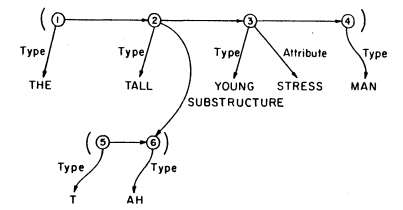 ( 1 2 3 4 )
Type Type Type Attribute Type
THE TALL YOUNG STRESS MAN
SUBSTRUCTURE
( 5 6 )
Type Type
T AH